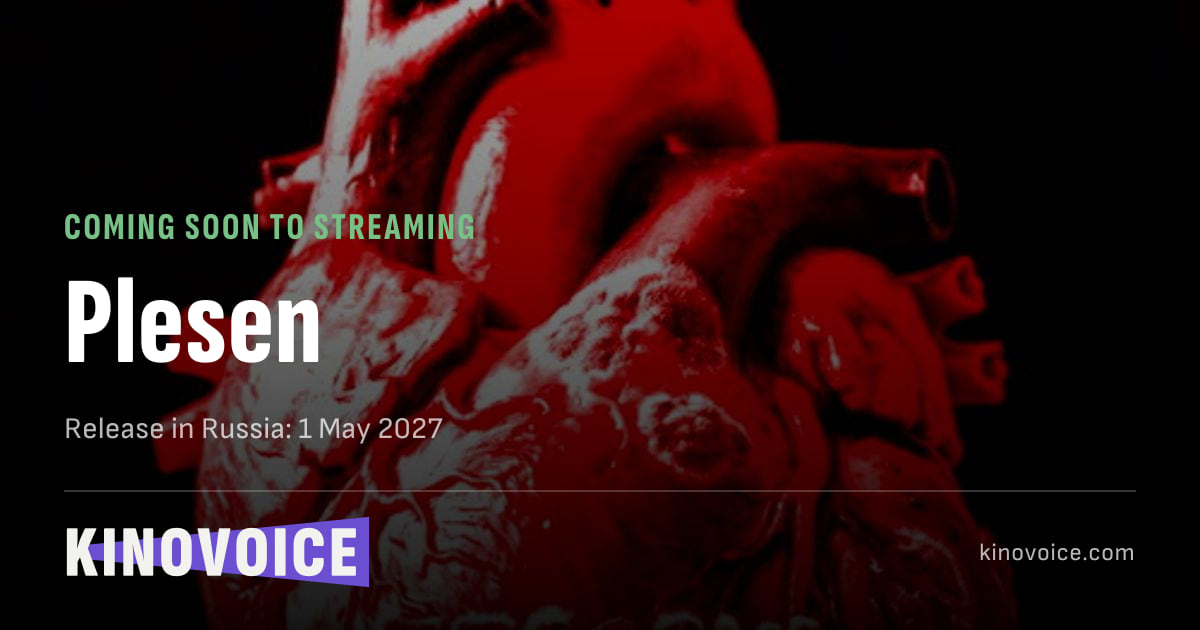 COMING SOON TO STREAMING
Plesen
Release in Russia: 1 May 2027
KINOVOICE
kinovoice.com